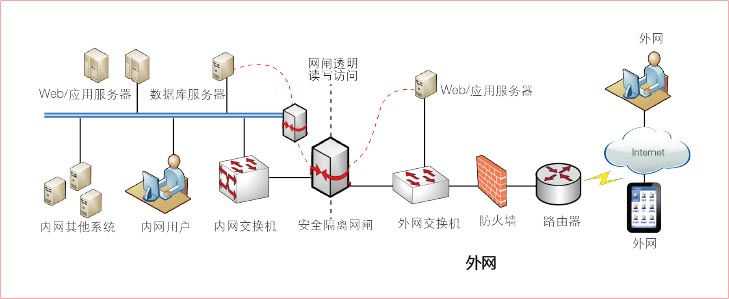 外网
网闸透明
读写访问
Web/应用服务器
数据库服务器
Web/应用服务器
Internet
内网其他系统
内网用户
内网交换机
安全隔离网闸
外网交换机
防火墙
路由器
外网
外网